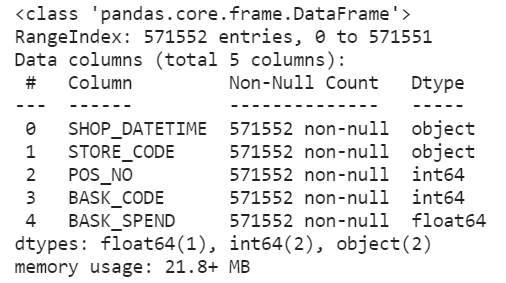 <class 'pandas.core.frame.DataFrame'>
RangeIndex: 571552 entries, 0 to 571551
Data columns (total 5 columns):
 #   Column         Non-Null Count   Dtype
---  ------         --------------   -----
 0   SHOP_DATETIME  571552 non-null  object
 1   STORE_CODE     571552 non-null  object
 2   POS_NO         571552 non-null  int64
 3   BASK_CODE      571552 non-null  int64
 4   BASK_SPEND     571552 non-null  float64
dtypes: float64(1), int64(2), object(2)
memory usage: 21.8+ MB